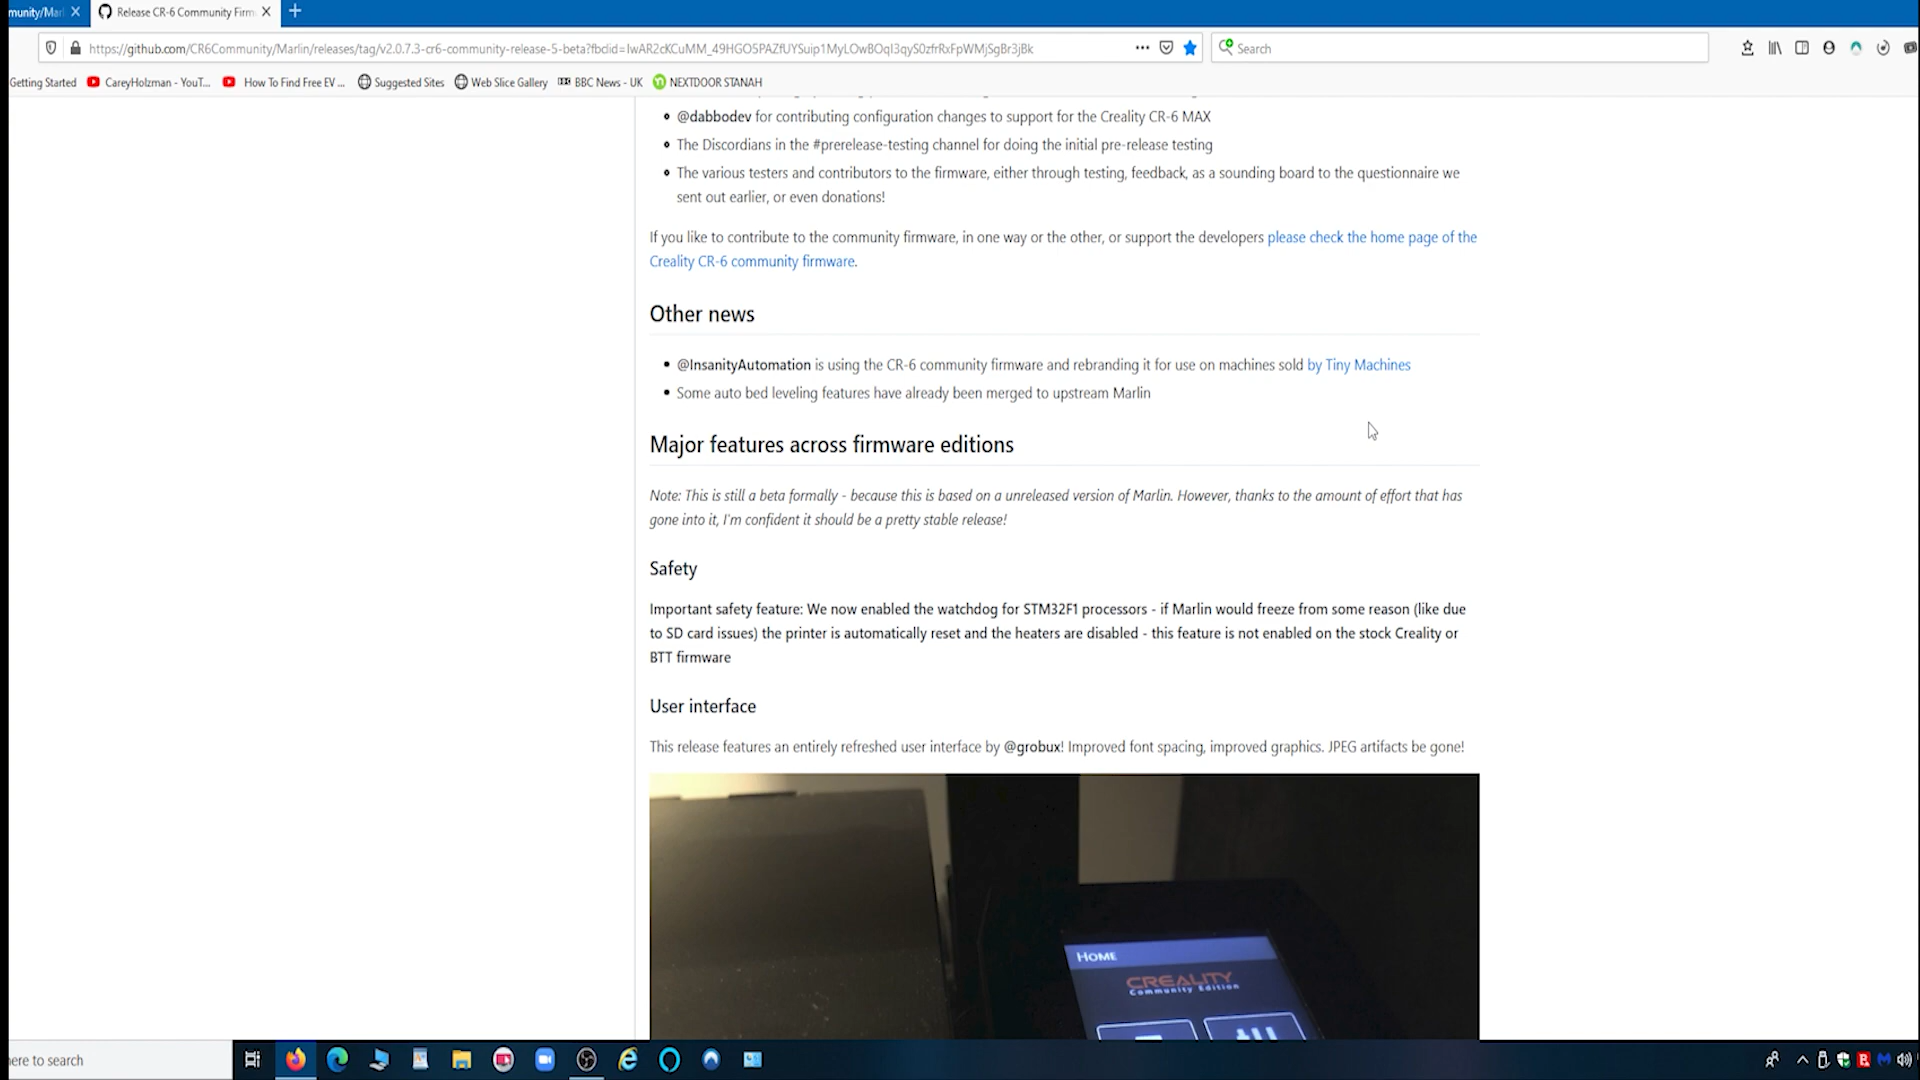 munity/Mar
Release CR-6 Community Firm
https://github.com/CR6Community/Marlin/releases/tag/v2.0.7.3-cr6-community-release-5-beta?fbclid=IwAR2cKCuMM_49HGO5PAZfUYSuip1MyLOwBOqI3qyS0zfrRxFpWMjSgBr3jBk
Search
Getting Started
CareyHolzman - YouT...
How To Find Free EV ...
Suggested Sites
Web Slice Gallery
BBC News - UK
NEXTDOOR STANAH
@dabbodev for contributing configuration changes to support for the Creality CR-6 MAX
The Discordians in the #prerelease-testing channel for doing the initial pre-release testing
The various testers and contributors to the firmware, either through testing, feedback, as a sounding board to the questionnaire we
sent out earlier, or even donations!
If you like to contribute to the community firmware, in one way or the other, or support the developers please check the home page of the
Creality CR-6 community firmware.
Other news
@InsanityAutomation is using the CR-6 community firmware and rebranding it for use on machines sold by Tiny Machines
Some auto bed leveling features have already been merged to upstream Marlin
Major features across firmware editions
Note: This is still a beta formally - because this is based on a unreleased version of Marlin. However, thanks to the amount of effort that has
gone into it, I'm confident it should be a pretty stable release!
Safety
Important safety feature: We now enabled the watchdog for STM32F1 processors - if Marlin would freeze from some reason (like due
to SD card issues) the printer is automatically reset and the heaters are disabled - this feature is not enabled on the stock Creality or
BTT firmware
User interface
This release features an entirely refreshed user interface by @grobux! Improved font spacing, improved graphics. JPEG artifacts be gone!
HOME
CREALITY
Community Edition
here to search